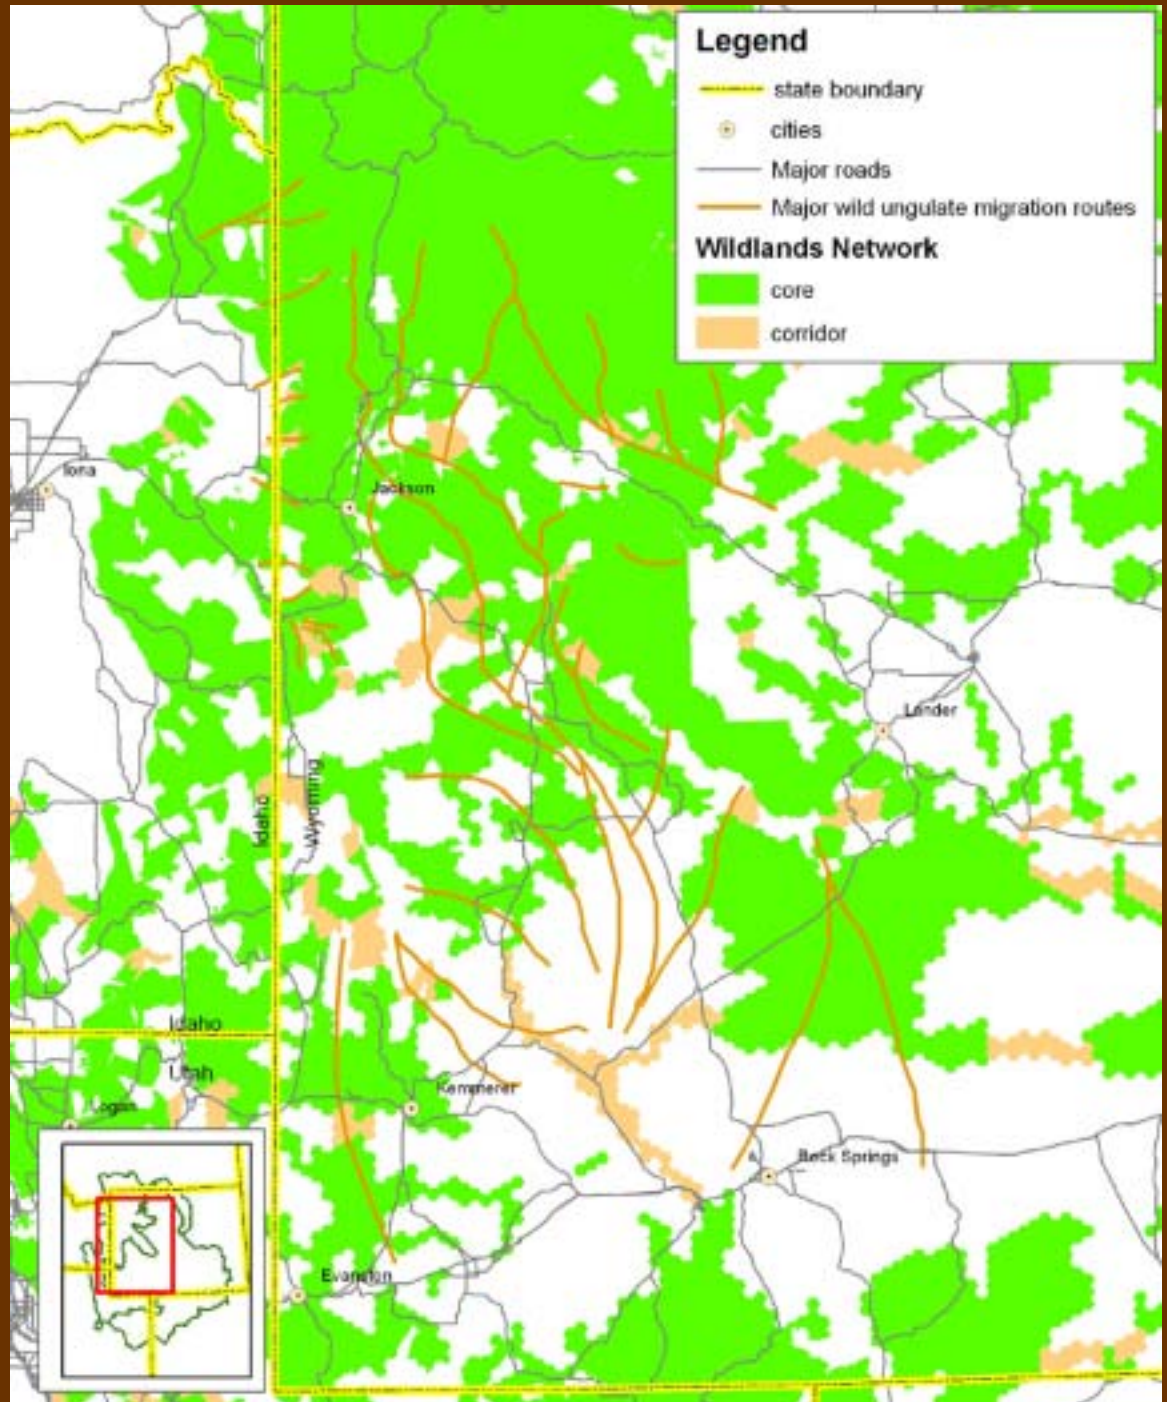 Legend
state boundary
cities
Major roads
Major wild ungulate migration routes
Wildlands Network
core
corridor
Iona
Jackson
Lander
Idaho
Wyoming
Idaho
Utah
Logan
Kemmerer
Rock Springs
Evanston